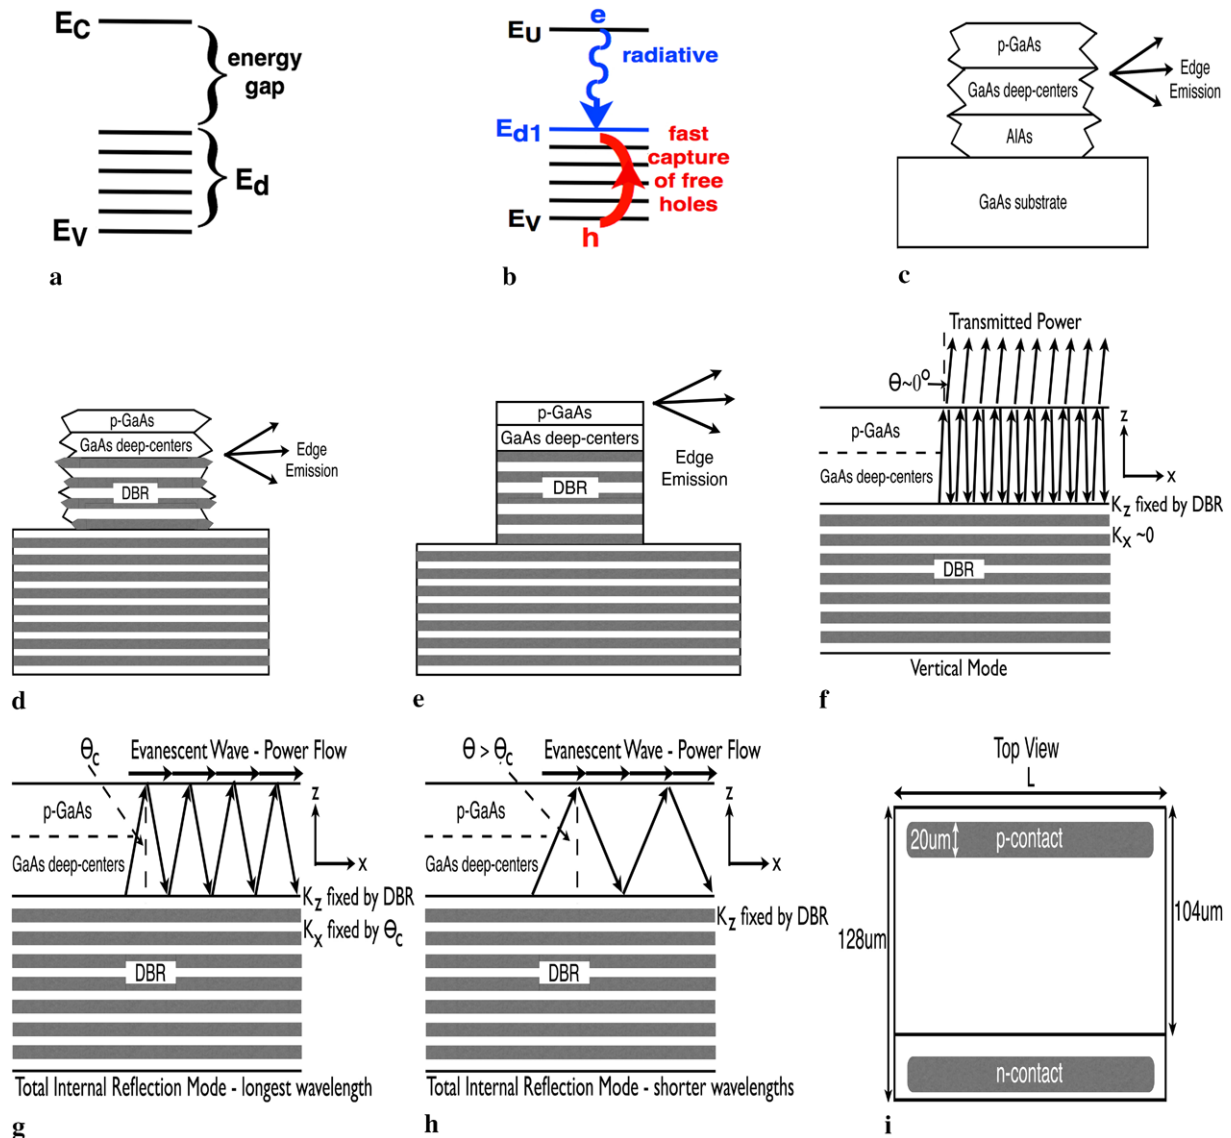 E_C
energy
gap
E_d
E_V
a
e
E_U
radiative
E_d1
fast
capture
of free
holes
E_V
h
b
p-GaAs
GaAs deep-centers
AlAs
Edge
Emission
GaAs substrate
c
p-GaAs
GaAs deep-centers
DBR
Edge
Emission
d
p-GaAs
GaAs deep-centers
DBR
Edge
Emission
e
Transmitted Power
θ~0°
p-GaAs
GaAs deep-centers
z
x
K_z fixed by DBR
K_x ~0
DBR
Vertical Mode
f
θ_c
Evanescent Wave - Power Flow
p-GaAs
GaAs deep-centers
z
x
K_z fixed by DBR
K_x fixed by θ_c
DBR
Total Internal Reflection Mode - longest wavelength
g
θ > θ_c
Evanescent Wave - Power Flow
p-GaAs
GaAs deep-centers
z
x
K_z fixed by DBR
DBR
Total Internal Reflection Mode - shorter wavelengths
h
Top View
L
20um
p-contact
128um
104um
n-contact
i